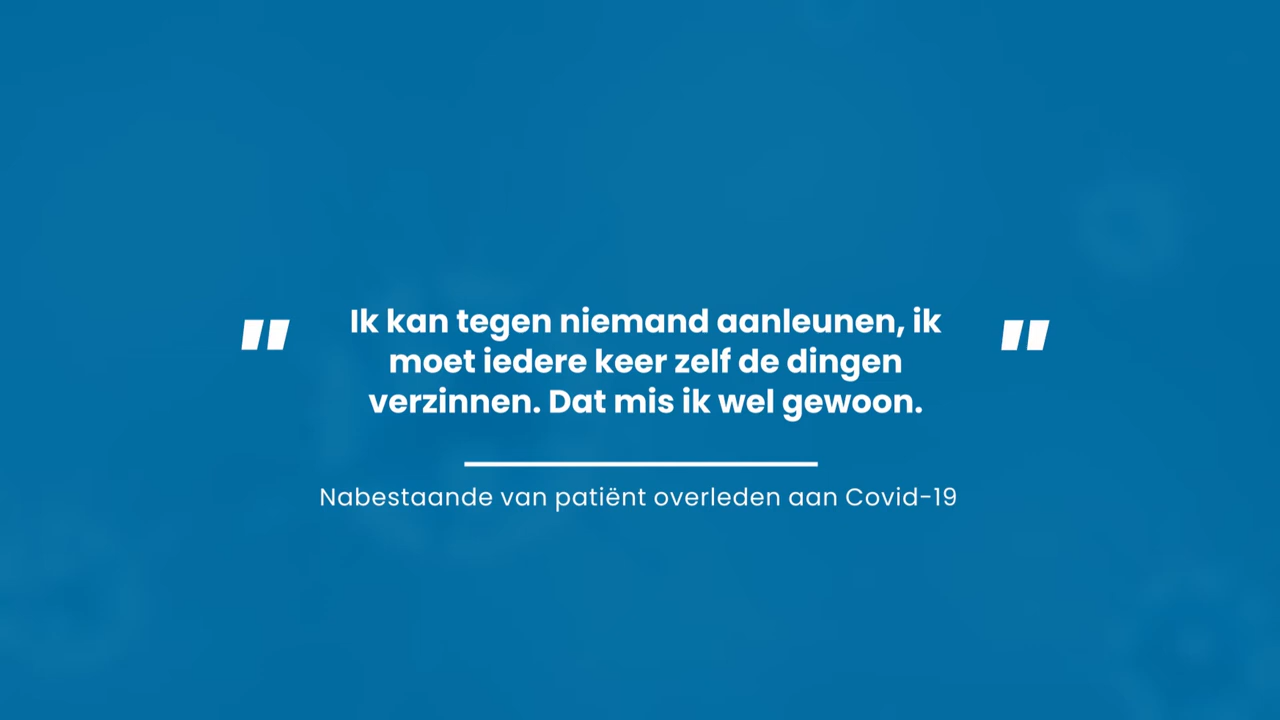 " Ik kan tegen niemand aanleunen, ik "
moet iedere keer zelf de dingen
verzinnen. Dat mis ik wel gewoon.
Nabestaande van patiënt overleden aan Covid-19